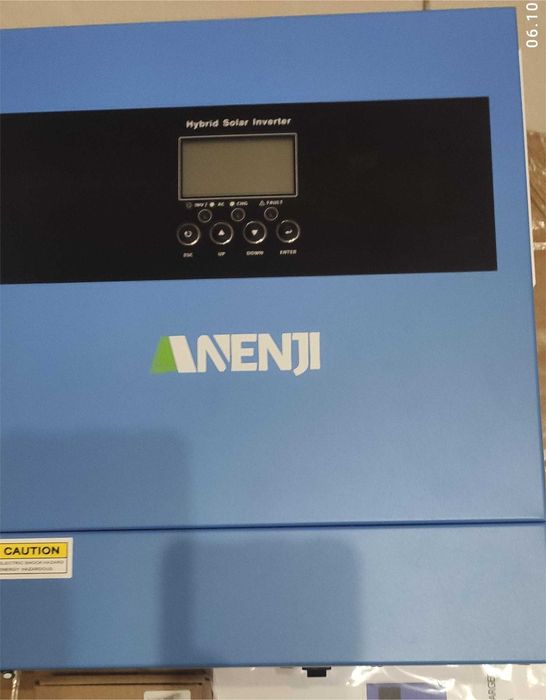 06.10
Hybrid Solar Inverter
INV / AC CHG FAULT
ESC UP DOWN ENTER
ANENJI
CAUTION
ELECTRIC SHOCK HAZARD
ENERGY HAZARDOUS
ARGE